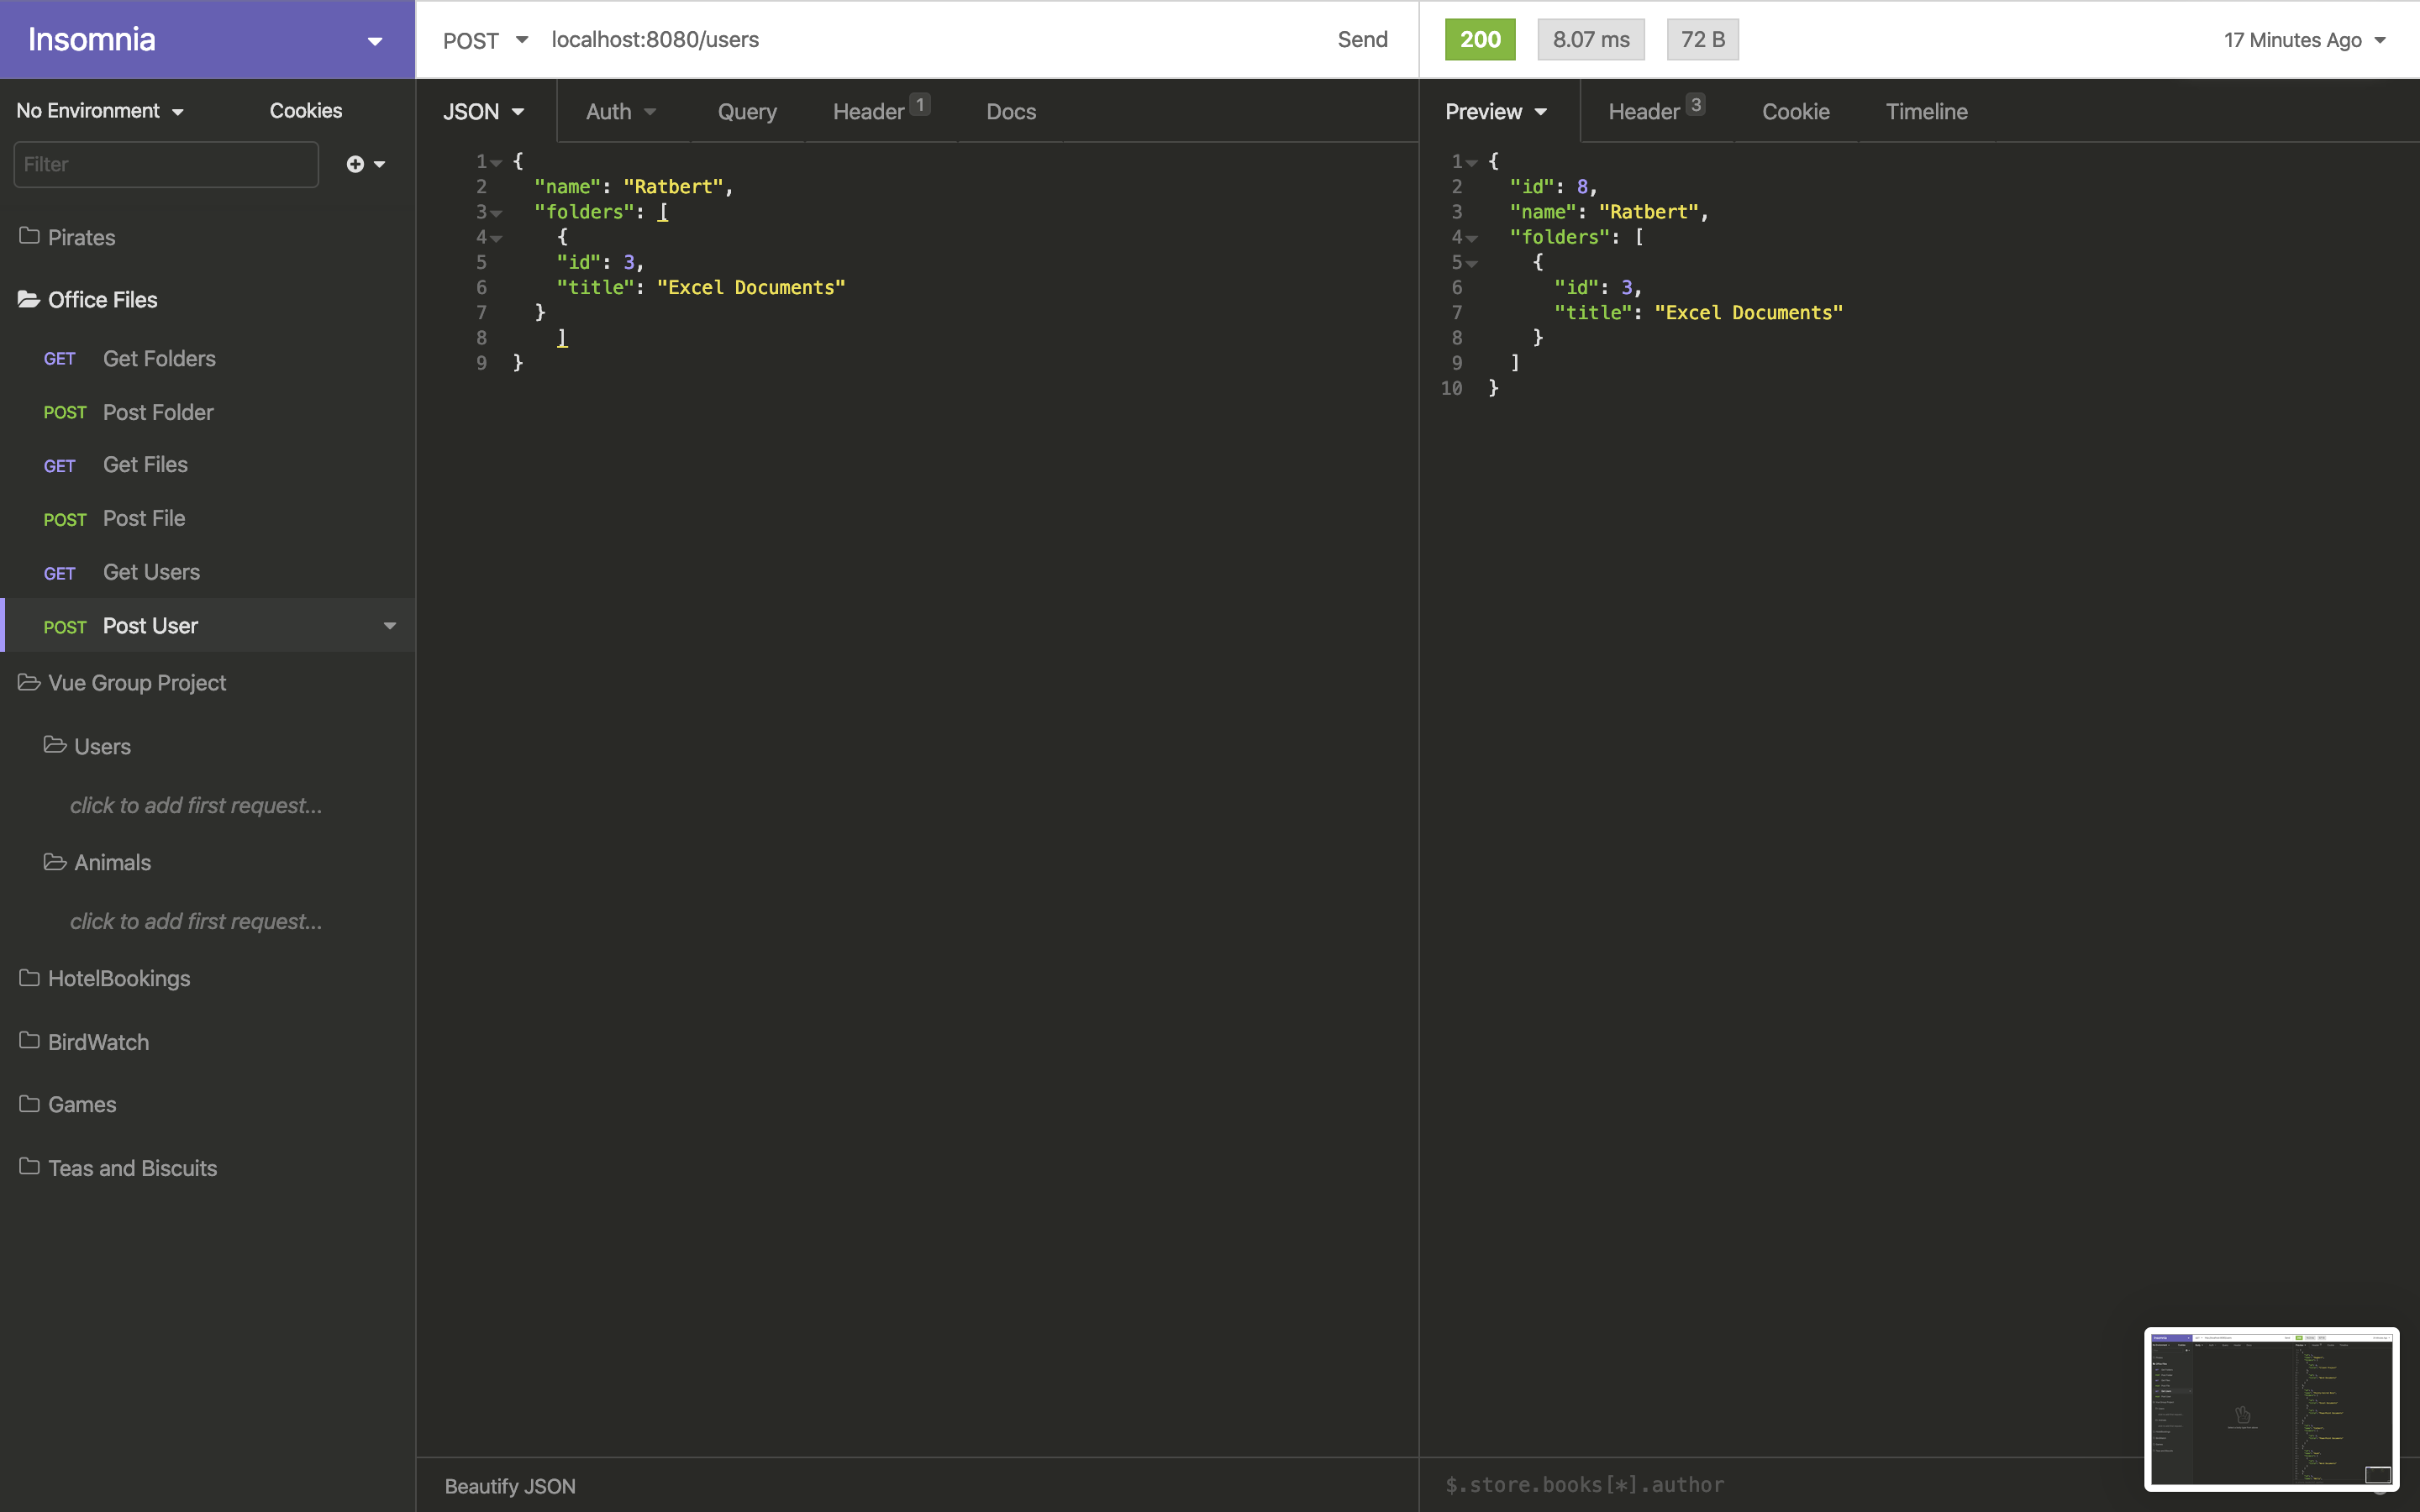 Insomnia
No Environment
Cookies
Filter
Pirates
Office Files
GET Get Folders
POST Post Folder
GET Get Files
POST Post File
GET Get Users
POST Post User
Vue Group Project
Users
click to add first request...
Animals
click to add first request...
HotelBookings
BirdWatch
Games
Teas and Biscuits
POST localhost:8080/users Send
JSON Auth Query Header 1 Docs
1 {
2 "name": "Ratbert",
3 "folders": [
4 {
5 "id": 3,
6 "title": "Excel Documents"
7 }
8 ]
9 }
Beautify JSON
200 8.07 ms 72 B 17 Minutes Ago
Preview Header 3 Cookie Timeline
1 {
2 "id": 8,
3 "name": "Ratbert",
4 "folders": [
5 {
6 "id": 3,
7 "title": "Excel Documents"
8 }
9 ]
10 }
$.store.books[*].author